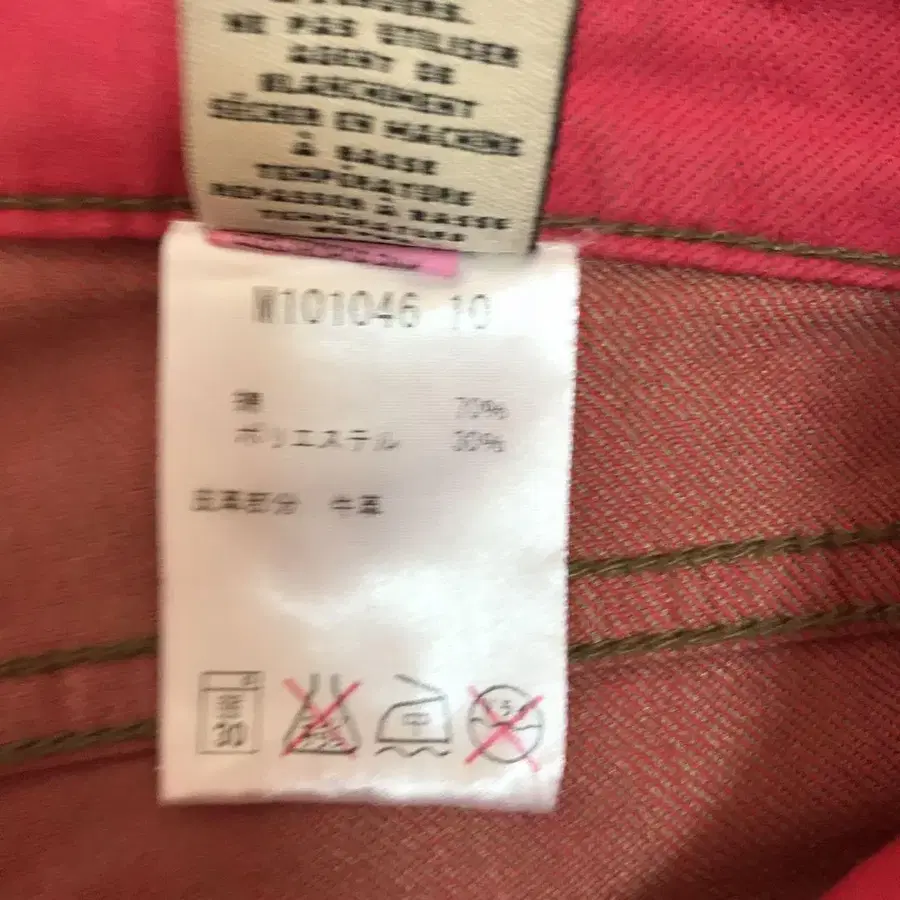 NE PAS UTILISER
AGENT DE
BLANCHIMENT
SÉCHER EN MACHINE
À BASSE
TEMPÉRATURE
REPASSER À BASSE
TEMPÉRATURE
W101046 10
綿 70%
ポリエステル 30%
皮革部分 牛革
30
中